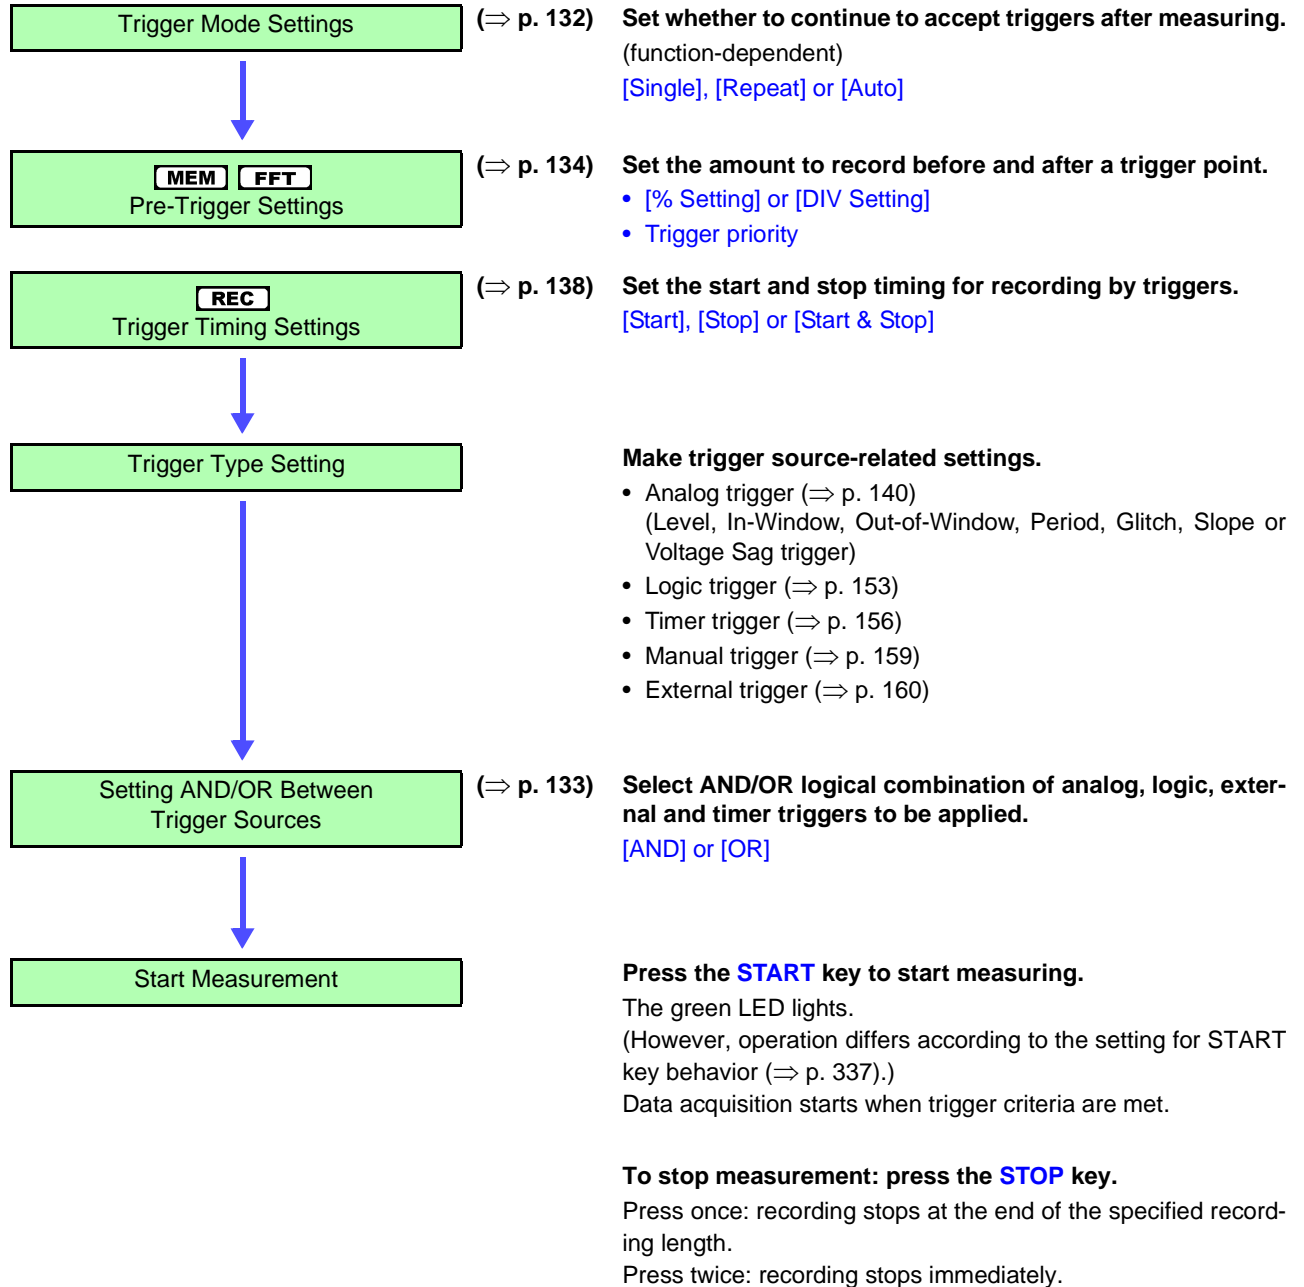 Trigger Mode Settings
(⇒ p. 132)
Set whether to continue to accept triggers after measuring.
(function-dependent)
[Single], [Repeat] or [Auto]
MEM FFT
Pre-Trigger Settings
(⇒ p. 134)
Set the amount to record before and after a trigger point.
• [% Setting] or [DIV Setting]
• Trigger priority
REC
Trigger Timing Settings
(⇒ p. 138)
Set the start and stop timing for recording by triggers.
[Start], [Stop] or [Start & Stop]
Trigger Type Setting
Make trigger source-related settings.
• Analog trigger (⇒ p. 140)
(Level, In-Window, Out-of-Window, Period, Glitch, Slope or
Voltage Sag trigger)
• Logic trigger (⇒ p. 153)
• Timer trigger (⇒ p. 156)
• Manual trigger (⇒ p. 159)
• External trigger (⇒ p. 160)
Setting AND/OR Between
Trigger Sources
(⇒ p. 133)
Select AND/OR logical combination of analog, logic, exter-
nal and timer triggers to be applied.
[AND] or [OR]
Start Measurement
Press the START key to start measuring.
The green LED lights.
(However, operation differs according to the setting for START
key behavior (⇒ p. 337).)
Data acquisition starts when trigger criteria are met.
To stop measurement: press the STOP key.
Press once: recording stops at the end of the specified record-
ing length.
Press twice: recording stops immediately.